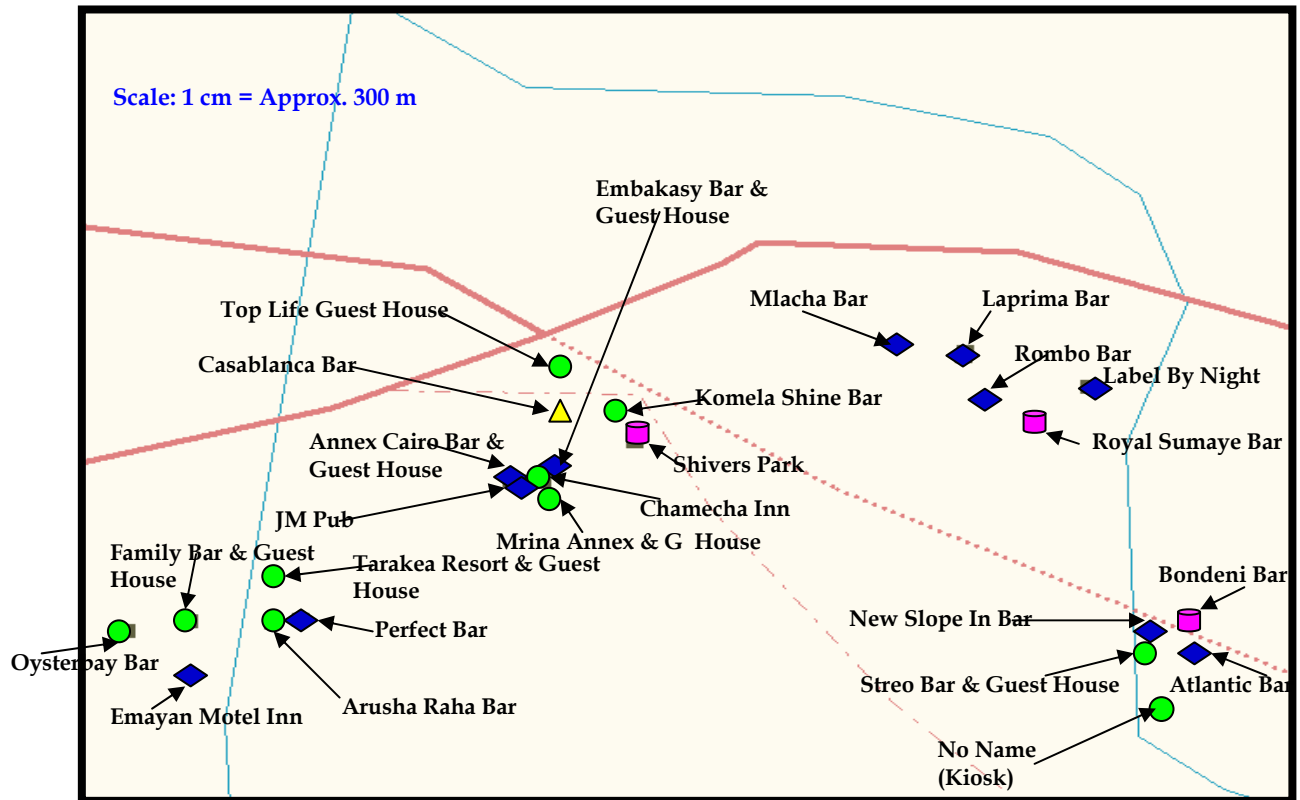 Scale: 1 cm = Approx. 300 m
Embakasy Bar &
Guest House
Mlacha Bar
Laprima Bar
Top Life Guest House
Rombo Bar
Casablanca Bar
Label By Night
Komela Shine Bar
Annex Cairo Bar &
Guest House
Royal Sumaye Bar
Shivers Park
Chamecha Inn
JM Pub
Mrina Annex & G House
Family Bar & Guest
House
Tarakea Resort & Guest
House
Bondeni Bar
New Slope In Bar
Perfect Bar
Oysterbay Bar
Streo Bar & Guest House
Atlantic Bar
Emayan Motel Inn
Arusha Raha Bar
No Name
(Kiosk)